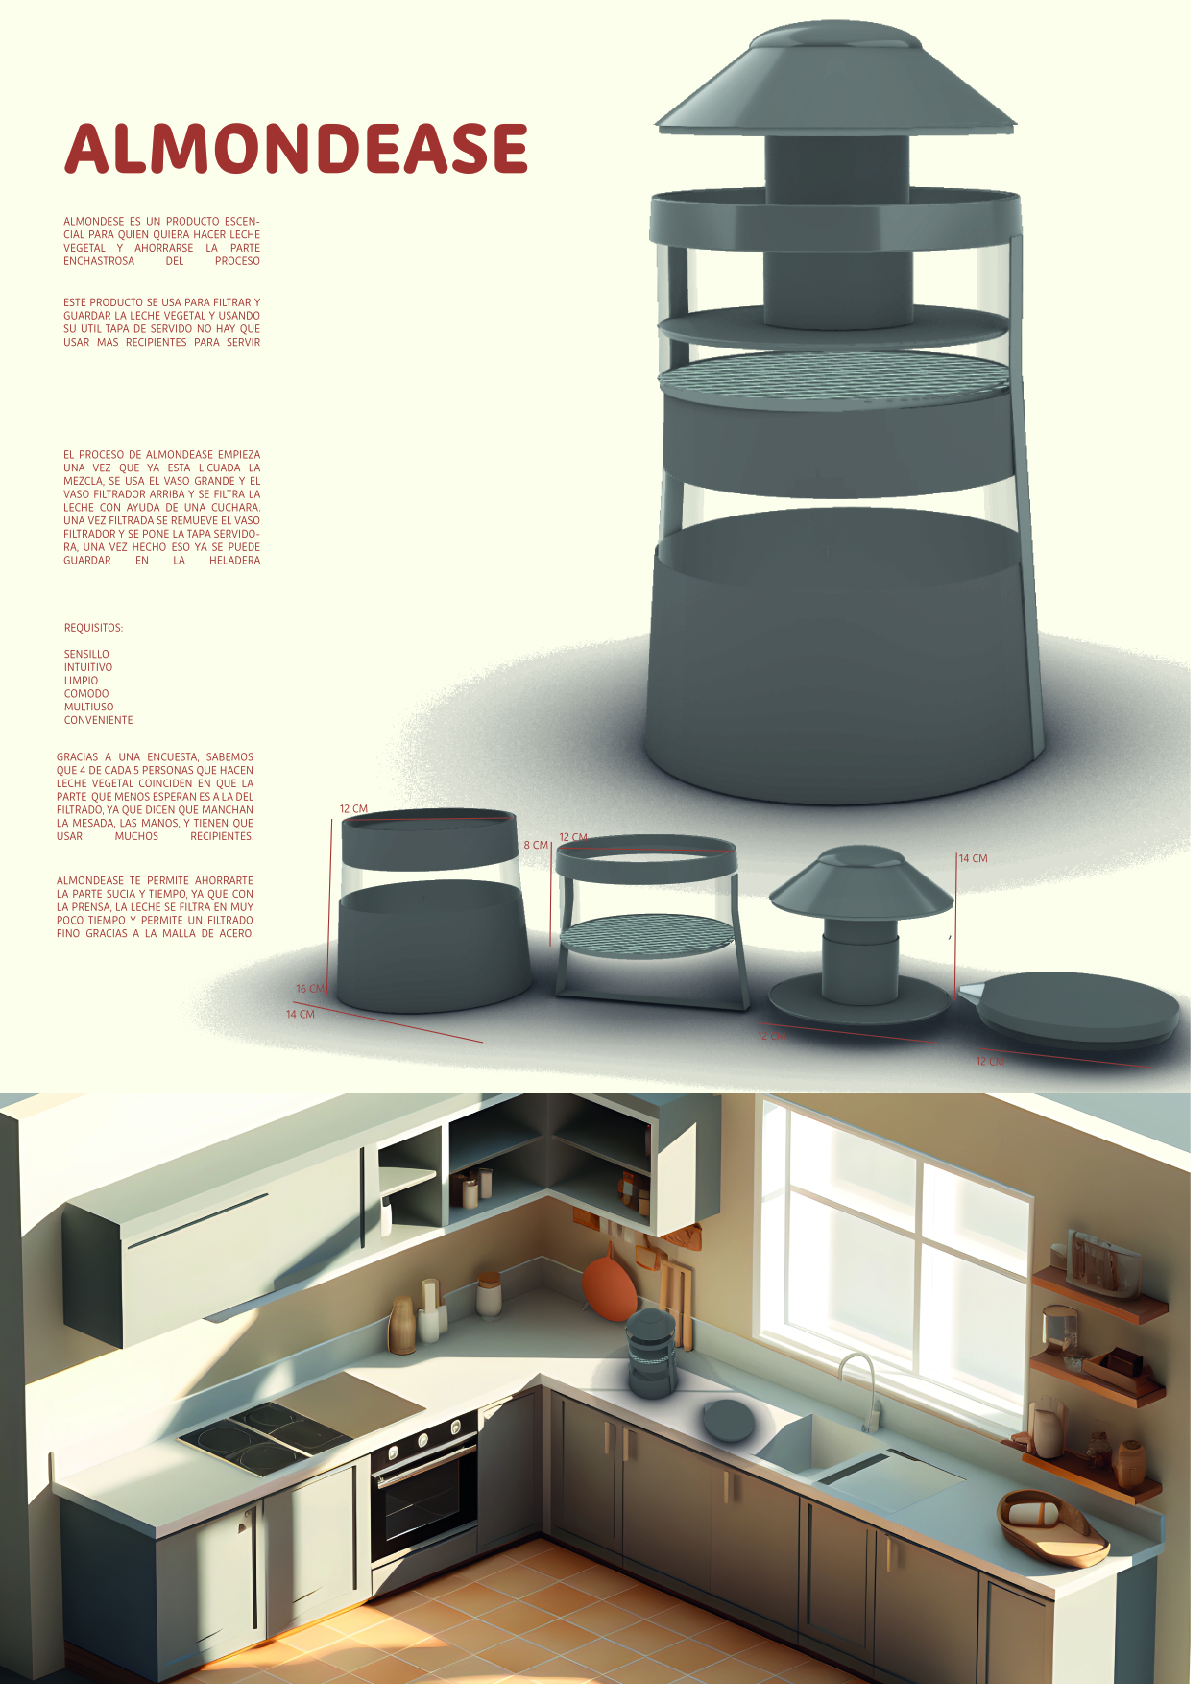 ALMONDEASE
ALMONDESE ES UN PRODUCTO ESCEN-
CIAL PARA QUIEN QUIERA HACER LECHE
VEGETAL Y AHORRARSE LA PARTE
ENCHASTROSA DEL PROCESO
ESTE PRODUCTO SE USA PARA FILTRAR Y
GUARDAR LA LECHE VEGETAL Y USANDO
SU UTIL TAPA DE SERVIDO NO HAY QUE
USAR MAS RECIPIENTES PARA SERVIR
EL PROCESO DE ALMONDEASE EMPIEZA
UNA VEZ QUE YA ESTA LICUADA LA
MEZCLA, SE USA EL VASO GRANDE Y EL
VASO FILTRADOR ARRIBA Y SE FILTRA LA
LECHE CON AYUDA DE UNA CUCHARA.
UNA VEZ FILTRADA SE REMUEVE EL VASO
FILTRADOR Y SE PONE LA TAPA SERVIDO-
RA, UNA VEZ HECHO ESO YA SE PUEDE
GUARDAR EN LA HELADERA
REQUISITOS:
SENSILLO
INTUITIVO
LIMPIO
COMODO
MULTIUSO
CONVENIENTE
GRACIAS A UNA ENCUESTA, SABEMOS
QUE 4 DE CADA 5 PERSONAS QUE HACEN
LECHE VEGETAL COINCIDEN EN QUE LA
PARTE QUE MENOS ESPERAN ES A LA DEL
FILTRADO, YA QUE DICEN QUE MANCHAN
LA MESADA, LAS MANOS, Y TIENEN QUE
USAR MUCHOS RECIPIENTES
ALMONDEASE TE PERMITE AHORRARTE
LA PARTE SUCIA Y TIEMPO, YA QUE CON
LA PRENSA, LA LECHE SE FILTRA EN MUY
POCO TIEMPO Y PERMITE UN FILTRADO
FINO GRACIAS A LA MALLA DE ACERO
12 CM
16 CM
14 CM
8 CM
12 CM
14 CM
,
12 CM
12 CM